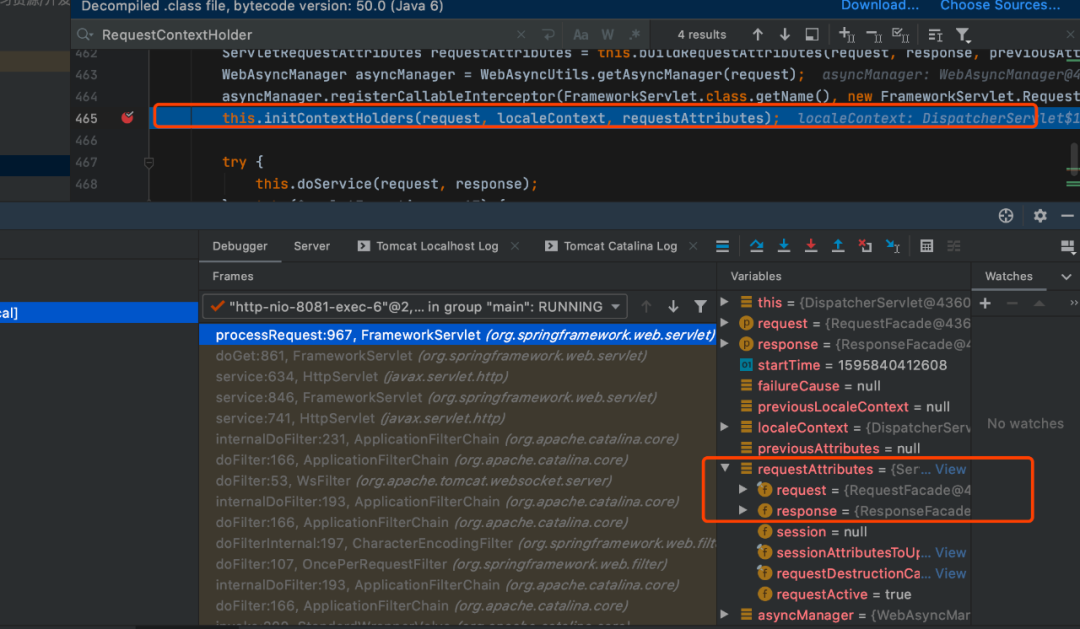 习资源/开发
Decompiled .class file, bytecode version: 50.0 (Java 6)
Download... Choose Sources...
RequestContextHolder
Aa W .*
4 results
462 ServletRequestAttributes requestAttributes = this.buildRequestAttributes(request, response, previousAtt
463 WebAsyncManager asyncManager = WebAsyncUtils.getAsyncManager(request); asyncManager: WebAsyncManager@4
464 asyncManager.registerCallableInterceptor(FrameworkServlet.class.getName(), new FrameworkServlet.Request
465 this.initContextHolders(request, localeContext, requestAttributes); localeContext: DispatcherServlet$1
466
467 try {
468 this.doService(request, response);
Debugger Server Tomcat Localhost Log Tomcat Catalina Log
Frames
Variables
Watches
cal]
"http-nio-8081-exec-6"@2,... in group "main": RUNNING
processRequest:967, FrameworkServlet (org.springframework.web.servlet)
doGet:861, FrameworkServlet (org.springframework.web.servlet)
service:634, HttpServlet (javax.servlet.http)
service:846, FrameworkServlet (org.springframework.web.servlet)
service:741, HttpServlet (javax.servlet.http)
internalDoFilter:231, ApplicationFilterChain (org.apache.catalina.core)
doFilter:166, ApplicationFilterChain (org.apache.catalina.core)
doFilter:53, WsFilter (org.apache.tomcat.websocket.server)
internalDoFilter:193, ApplicationFilterChain (org.apache.catalina.core)
doFilter:166, ApplicationFilterChain (org.apache.catalina.core)
doFilterInternal:197, CharacterEncodingFilter (org.springframework.web.filt
doFilter:107, OncePerRequestFilter (org.springframework.web.filter)
internalDoFilter:193, ApplicationFilterChain (org.apache.catalina.core)
doFilter:166, ApplicationFilterChain (org.apache.catalina.core)
this = {DispatcherServlet@4360
request = {RequestFacade@436
response = {ResponseFacade@4
startTime = 1595840412608
failureCause = null
previousLocaleContext = null
localeContext = {DispatcherServ
previousAttributes = null
requestAttributes = {Ser... View
request = {RequestFacade@4
response = {ResponseFacade
session = null
sessionAttributesToUp... View
requestDestructionCa... View
requestActive = true
asyncManager = {WebAsyncMar
No watches